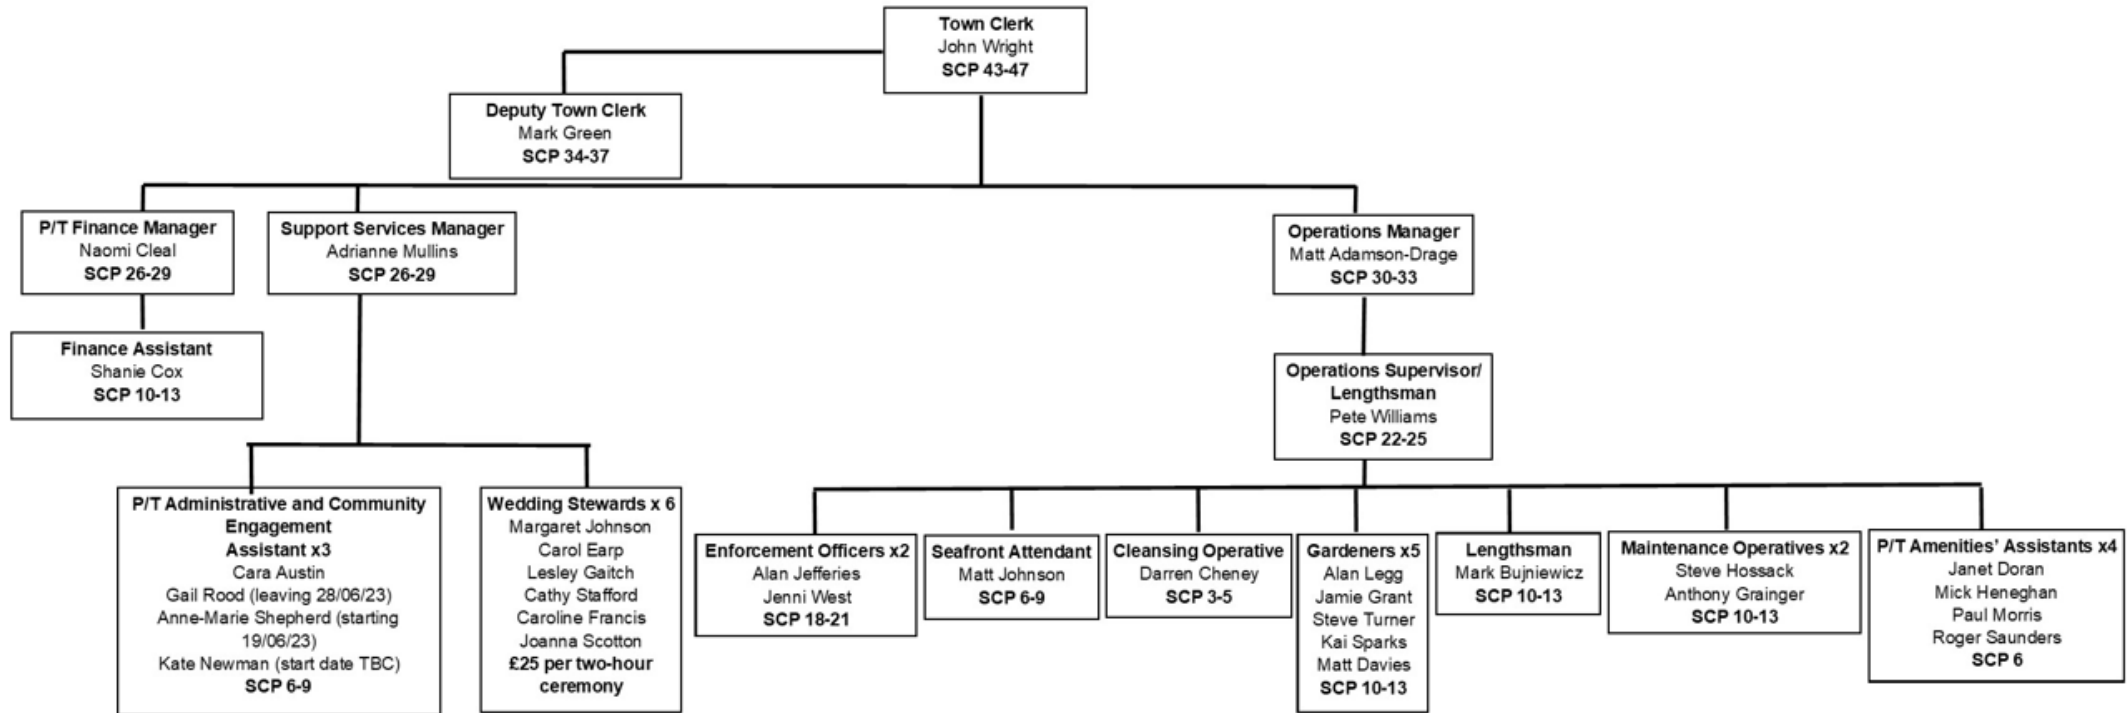 Town Clerk
John Wright
SCP 43-47
Deputy Town Clerk
Mark Green
SCP 34-37
P/T Finance Manager
Naomi Cleal
SCP 26-29
Support Services Manager
Adrianne Mullins
SCP 26-29
Operations Manager
Matt Adamson-Drage
SCP 30-33
Finance Assistant
Shanie Cox
SCP 10-13
Operations Supervisor/
Lengthsman
Pete Williams
SCP 22-25
P/T Administrative and Community
Engagement
Assistant x3
Cara Austin
Gail Rood (leaving 28/06/23)
Anne-Marie Shepherd (starting
19/06/23)
Kate Newman (start date TBC)
SCP 6-9
Wedding Stewards x 6
Margaret Johnson
Carol Earp
Lesley Gaitch
Cathy Stafford
Caroline Francis
Joanna Scotton
£25 per two-hour
ceremony
Enforcement Officers x2
Alan Jefferies
Jenni West
SCP 18-21
Seafront Attendant
Matt Johnson
SCP 6-9
Cleansing Operative
Darren Cheney
SCP 3-5
Gardeners x5
Alan Legg
Jamie Grant
Steve Turner
Kai Sparks
Matt Davies
SCP 10-13
Lengthsman
Mark Bujniewicz
SCP 10-13
Maintenance Operatives x2
Steve Hossack
Anthony Grainger
SCP 10-13
P/T Amenities' Assistants x4
Janet Doran
Mick Heneghan
Paul Morris
Roger Saunders
SCP 6